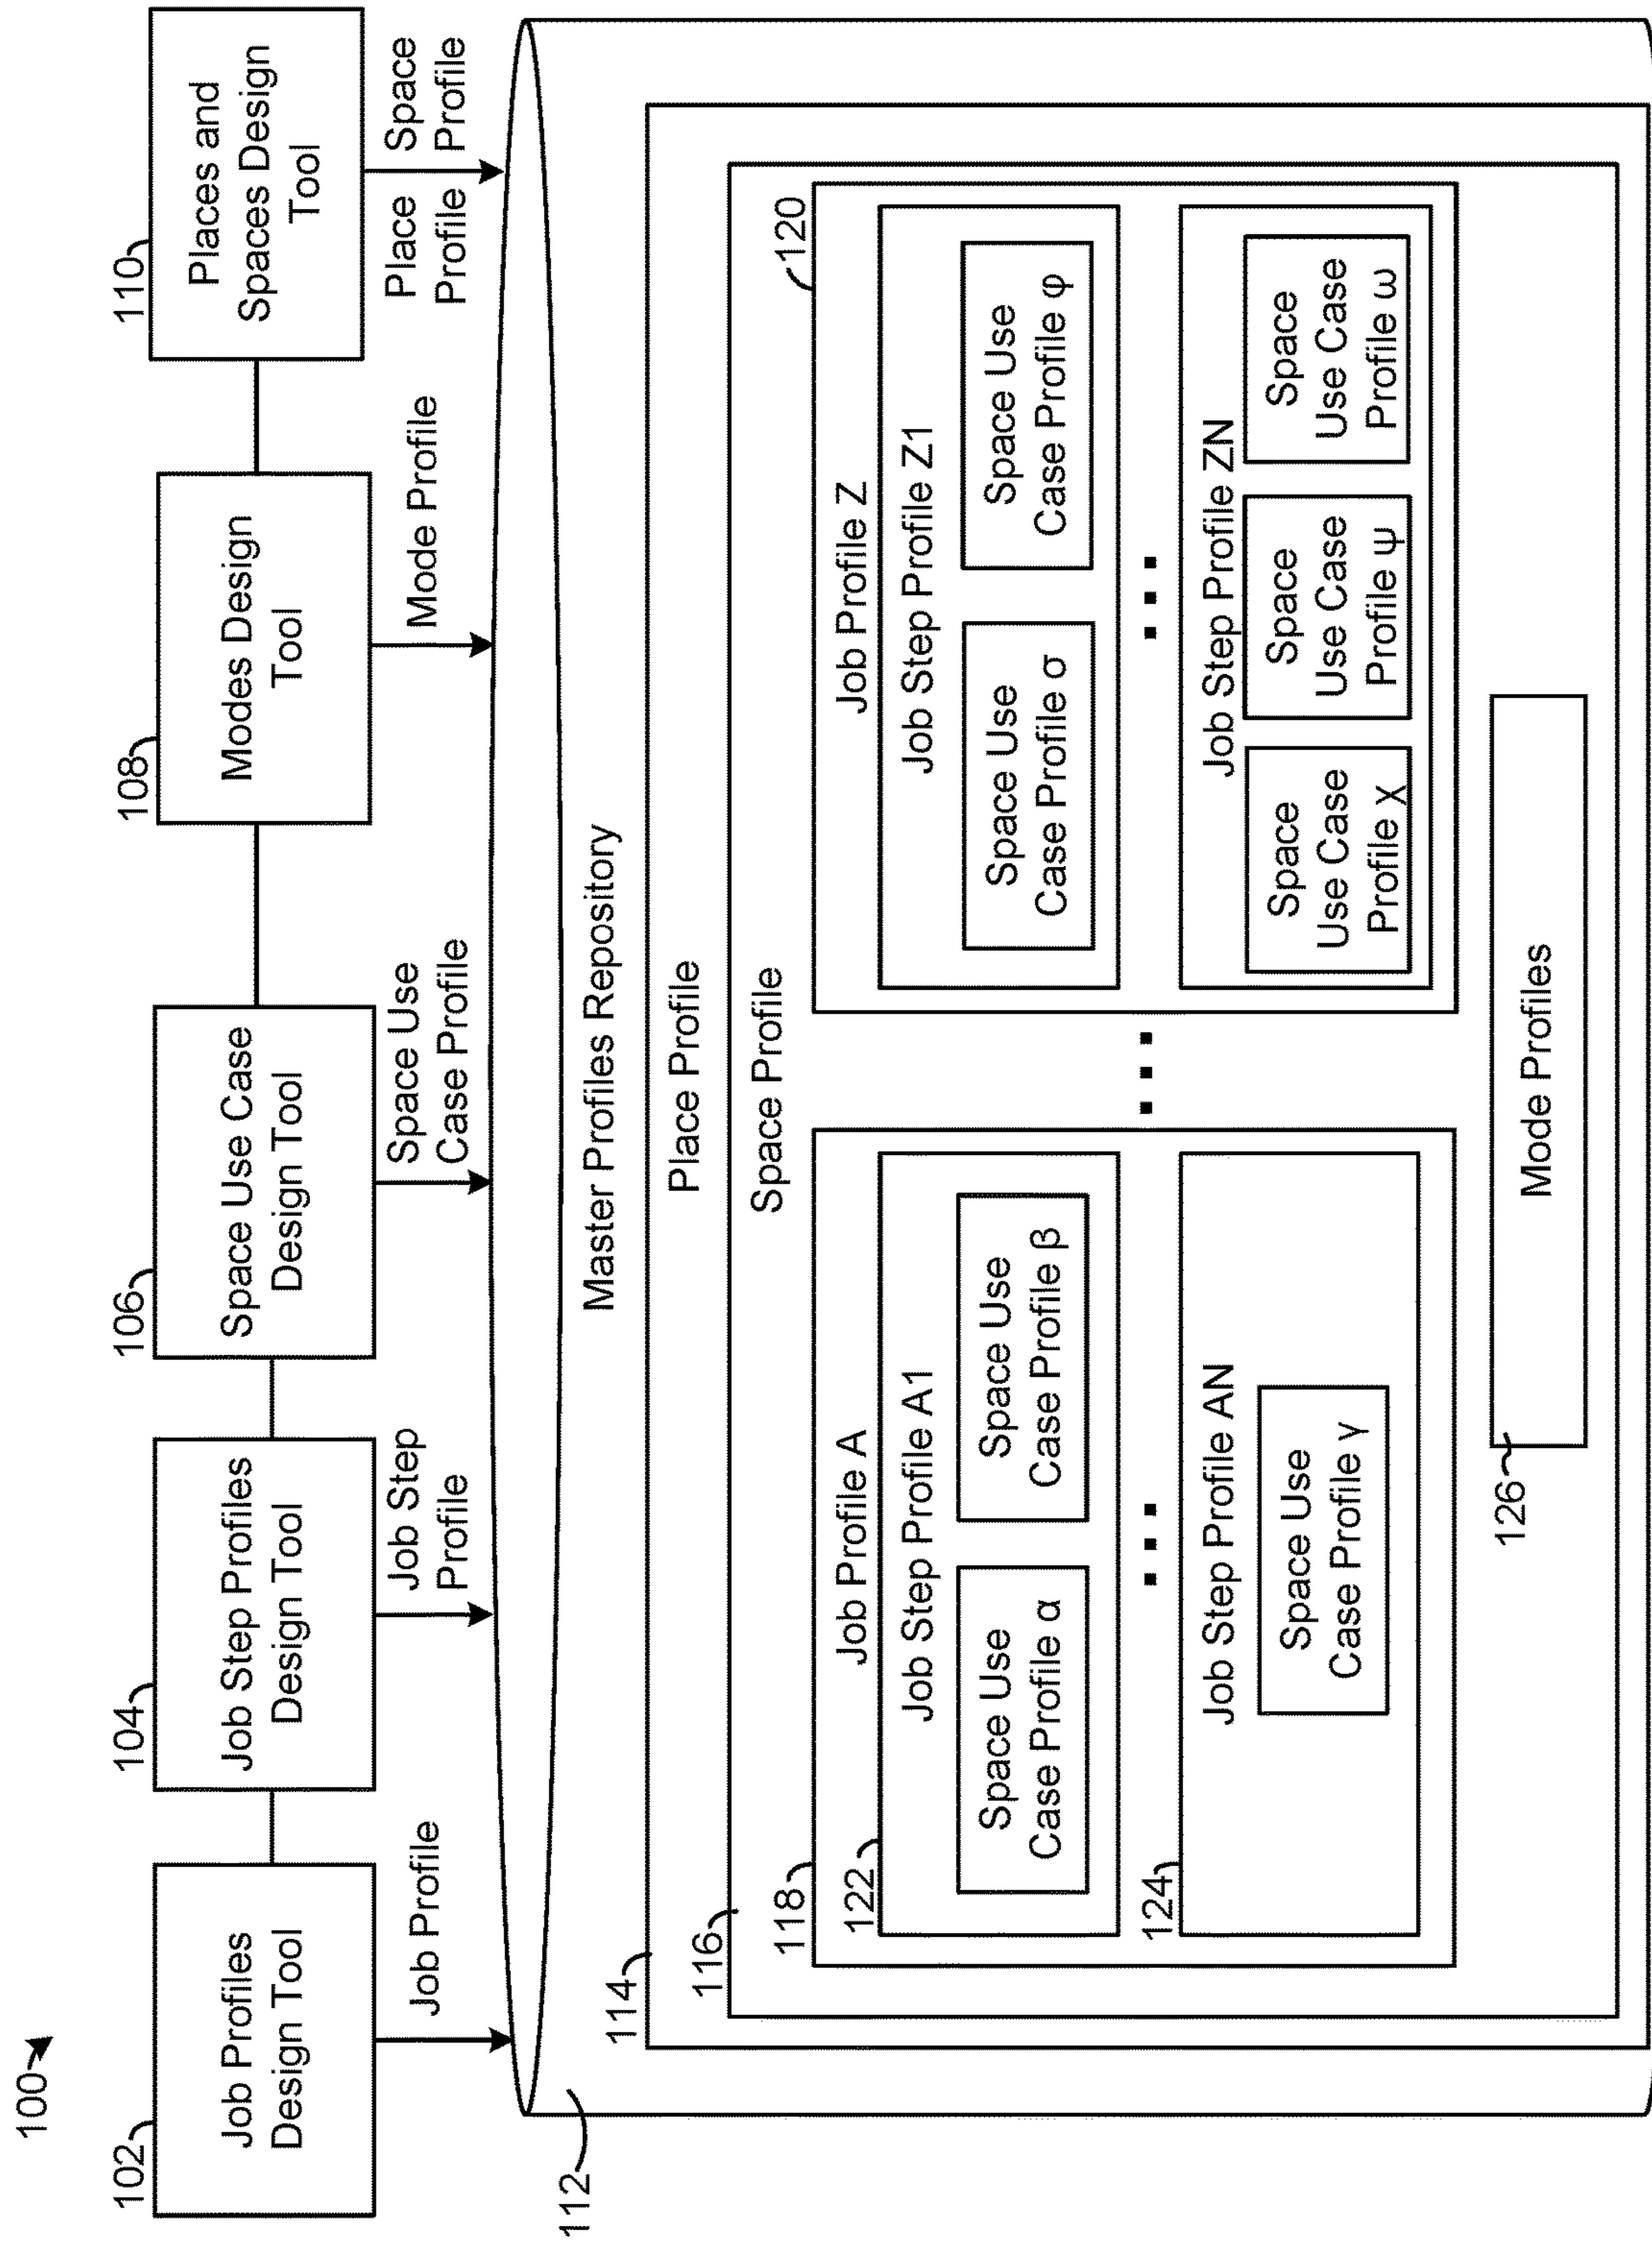 100
102
Job Profiles
Design Tool
104
Job Step Profiles
Design Tool
106
Space Use Case
Design Tool
108
Modes Design
Tool
110
Places and
Spaces Design
Tool
Job Profile
Job Step
Profile
Space Use
Case Profile
Mode Profile
Place
Profile
Space
Profile
112
Master Profiles Repository
114
Place Profile
116
Space Profile
118
Job Profile A
122
Job Step Profile A1
Space Use
Case Profile α
Space Use
Case Profile β
...
124
Job Step Profile AN
Space Use
Case Profile γ
...
120
Job Profile Z
Job Step Profile Z1
Space Use
Case Profile σ
Space Use
Case Profile φ
...
Job Step Profile ZN
Space
Use Case
Profile χ
Space
Use Case
Profile ψ
Space
Use Case
Profile ω
126
Mode Profiles